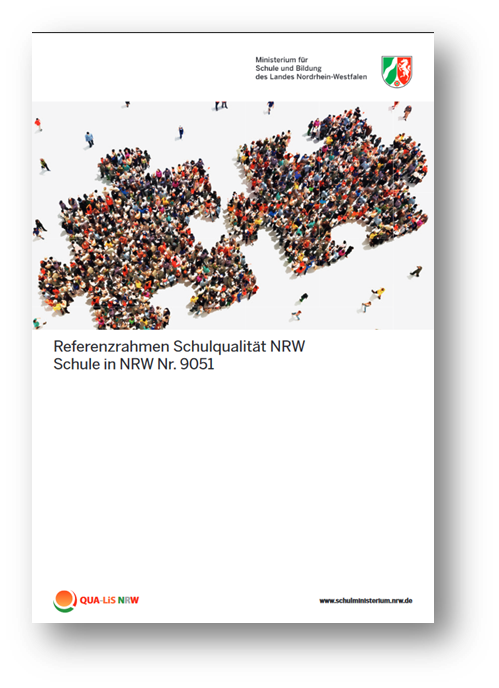 Ministerium für
Schule und Bildung
des Landes Nordrhein-Westfalen
Referenzrahmen Schulqualität NRW
Schule in NRW Nr. 9051
QUA-LiS NRW
www.schulministerium.nrw.de